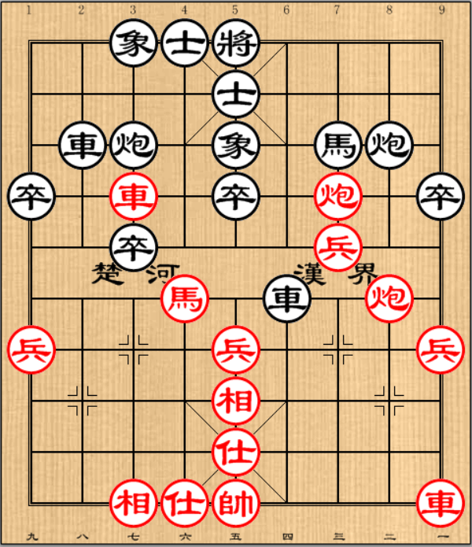 1 2 3 4 5 6 7 8 9
象 士 將
士
車 炮 象 馬 炮
卒 車 卒 炮 卒
卒 兵
楚 河 漢 界
馬 車 炮
兵 兵 兵
相
仕
相 仕 帥 車
九 八 七 六 五 四 三 二 一